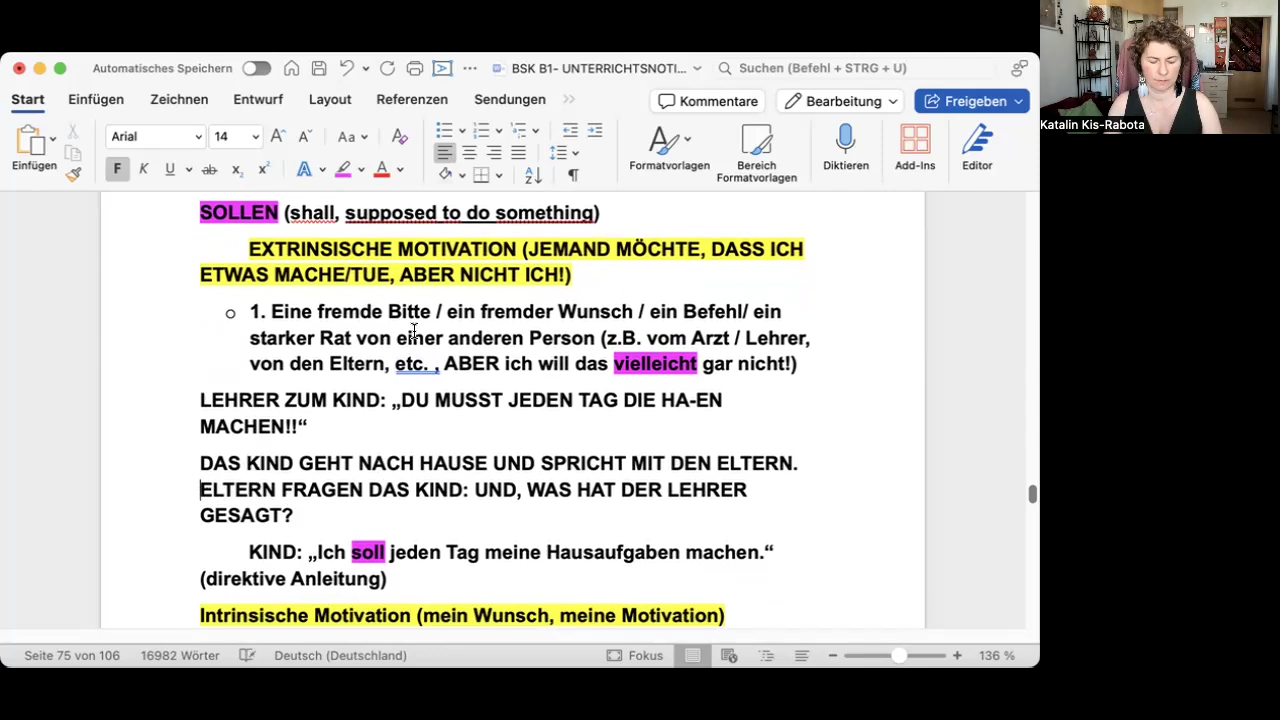 Automatisches Speichern
BSK B1- UNTERRICHTSNOTI...
Suchen (Befehl + STRG + U)
Start Einfügen Zeichnen Entwurf Layout Referenzen Sendungen
Kommentare Bearbeitung Freigeben
Einfügen
Arial 14
Aa
F K U ab x₂ x² A A
Formatvorlagen
Bereich Formatvorlagen
Diktieren
Add-Ins
Editor
SOLLEN (shall, supposed to do something)
EXTRINSISCHE MOTIVATION (JEMAND MÖCHTE, DASS ICH
ETWAS MACHE/TUE, ABER NICHT ICH!)
o 1. Eine fremde Bitte / ein fremder Wunsch / ein Befehl/ ein
starker Rat von einer anderen Person (z.B. vom Arzt / Lehrer,
von den Eltern, etc. , ABER ich will das vielleicht gar nicht!)
LEHRER ZUM KIND: „DU MUSST JEDEN TAG DIE HA-EN
MACHEN!!“
DAS KIND GEHT NACH HAUSE UND SPRICHT MIT DEN ELTERN.
ELTERN FRAGEN DAS KIND: UND, WAS HAT DER LEHRER
GESAGT?
KIND: „Ich soll jeden Tag meine Hausaufgaben machen.“
(direktive Anleitung)
Intrinsische Motivation (mein Wunsch, meine Motivation)
Seite 75 von 106 16982 Wörter Deutsch (Deutschland) Fokus 136 %
Katalin Kis-Rabota